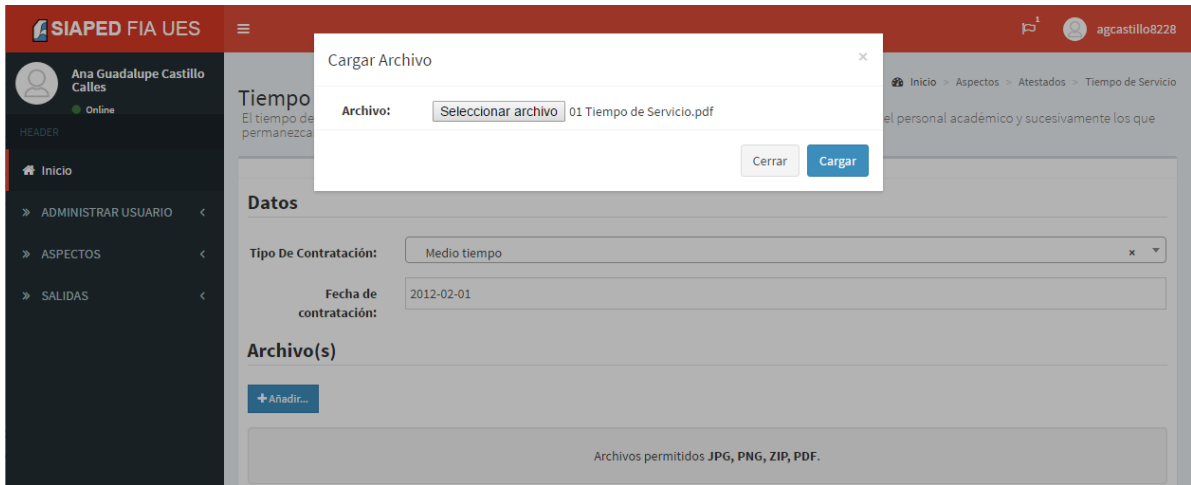 SIAPED FIA UES
1
agcastillo8228
Ana Guadalupe Castillo
Calles
Online
HEADER
Inicio
ADMINISTRAR USUARIO
ASPECTOS
SALIDAS
Cargar Archivo
×
Archivo:
Seleccionar archivo 01 Tiempo de Servicio.pdf
Cerrar
Cargar
Inicio > Aspectos > Atestados > Tiempo de Servicio
Tiempo
El tiempo de
el personal académico y sucesivamente los que
permanezca
Datos
Tipo De Contratación:
Medio tiempo
×
Fecha de
contratación:
2012-02-01
Archivo(s)
+Añadir...
Archivos permitidos JPG, PNG, ZIP, PDF.